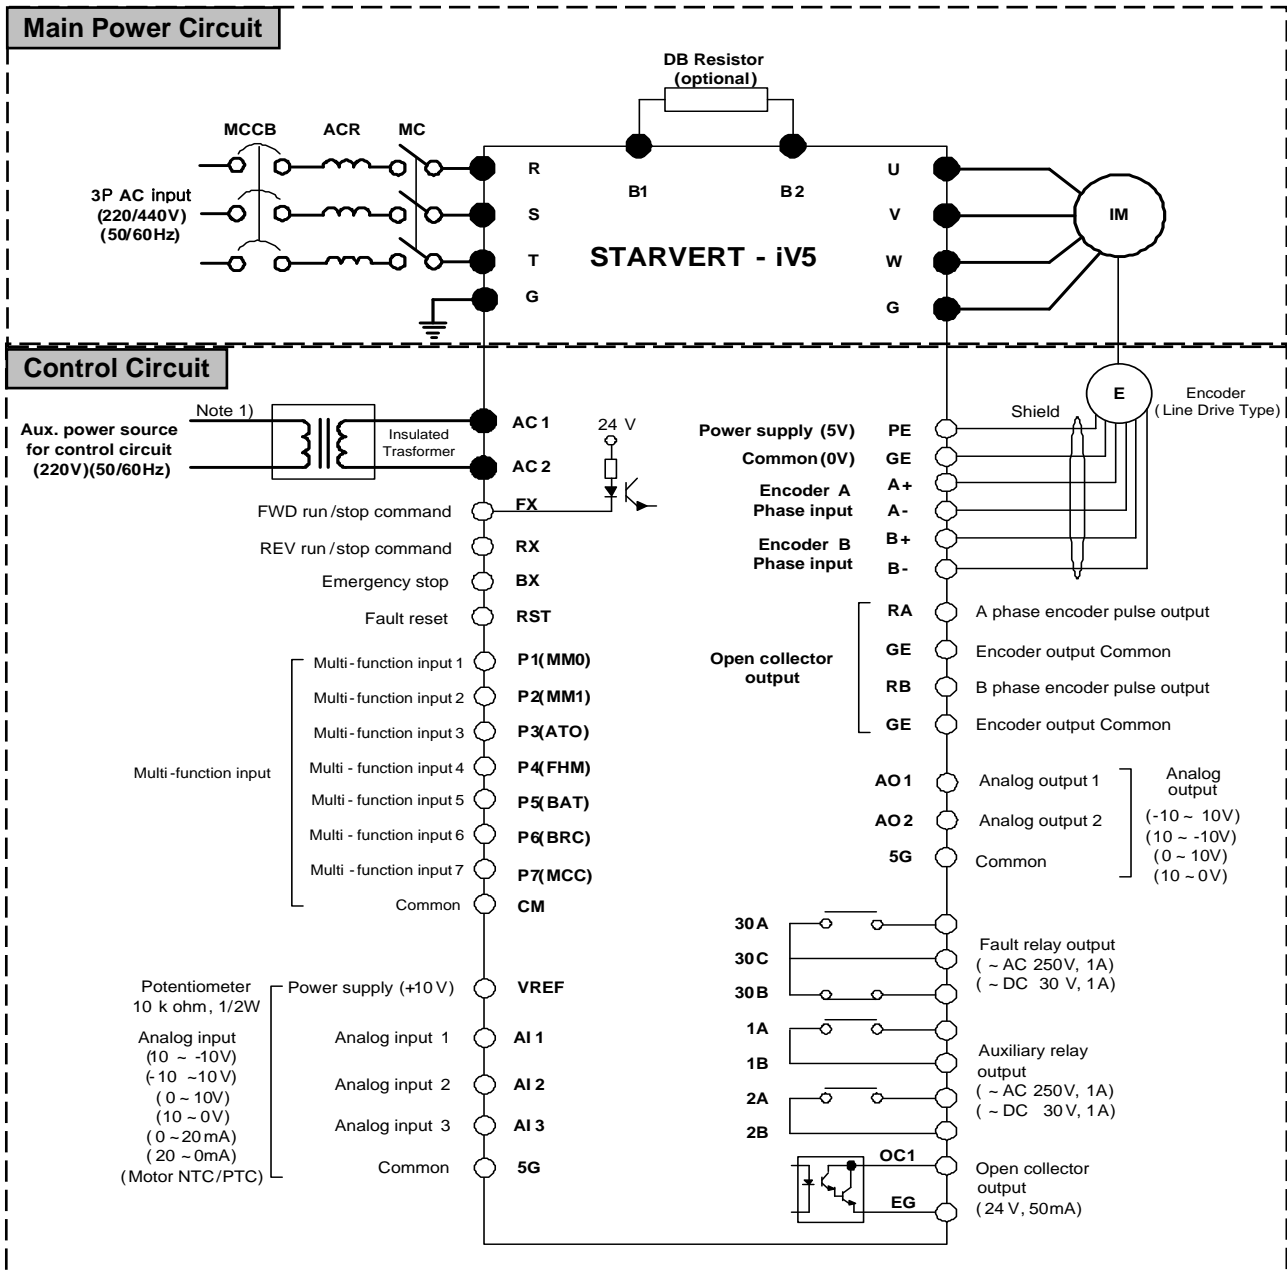 Main Power Circuit
DB Resistor
(optional)
MCCB ACR MC
3P AC input
(220/440V)
(50/60Hz)
R
S
T
G
B1 B2
STARVERT - iV5
U
V
W
G
IM
Control Circuit
Note 1)
Aux. power source
for control circuit
(220V)(50/60Hz)
Insulated
Trasformer
AC1
AC2
24 V
FWD run/stop command FX
REV run/stop command RX
Emergency stop BX
Fault reset RST
Multi-function input
Multi-function input 1 P1(MM0)
Multi-function input 2 P2(MM1)
Multi-function input 3 P3(ATO)
Multi-function input 4 P4(FHM)
Multi-function input 5 P5(BAT)
Multi-function input 6 P6(BRC)
Multi-function input 7 P7(MCC)
Common CM
Potentiometer
10 k ohm, 1/2W
Analog input
(10 ~ -10V)
(-10 ~10V)
(0 ~ 10V)
(10 ~ 0V)
(0 ~20mA)
(20 ~0mA)
(Motor NTC/PTC)
Power supply (+10V) VREF
Analog input 1 AI1
Analog input 2 AI2
Analog input 3 AI3
Common 5G
E
Encoder
(Line Drive Type)
Shield
Power supply (5V) PE
Common(0V) GE
Encoder A
Phase input
A+
A-
Encoder B
Phase input
B+
B-
Open collector
output
RA A phase encoder pulse output
GE Encoder output Common
RB B phase encoder pulse output
GE Encoder output Common
AO1 Analog output 1
AO2 Analog output 2
5G Common
Analog
output
(-10 ~ 10V)
(10 ~ -10V)
(0 ~ 10V)
(10 ~0V)
30A
30C
30B
Fault relay output
( ~ AC 250V, 1A)
( ~ DC 30 V, 1A)
1A
1B
2A
2B
Auxiliary relay
output
( ~ AC 250V, 1A)
( ~ DC 30V, 1A)
OC1
EG
Open collector
output
(24 V, 50mA)